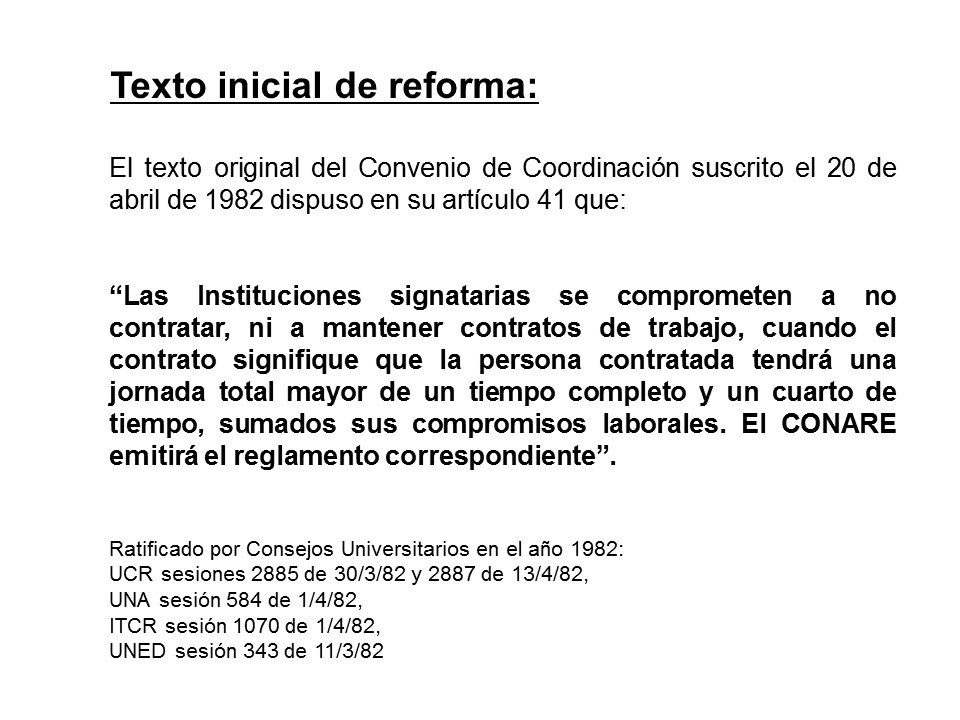 Texto inicial de reforma:
El texto original del Convenio de Coordinación suscrito el 20 de
abril de 1982 dispuso en su artículo 41 que:
“Las Instituciones signatarias se comprometen a no
contratar, ni a mantener contratos de trabajo, cuando el
contrato signifique que la persona contratada tendrá una
jornada total mayor de un tiempo completo y un cuarto de
tiempo, sumados sus compromisos laborales. El CONARE
emitirá el reglamento correspondiente”.
Ratificado por Consejos Universitarios en el año 1982:
UCR sesiones 2885 de 30/3/82 y 2887 de 13/4/82,
UNA sesión 584 de 1/4/82,
ITCR sesión 1070 de 1/4/82,
UNED sesión 343 de 11/3/82